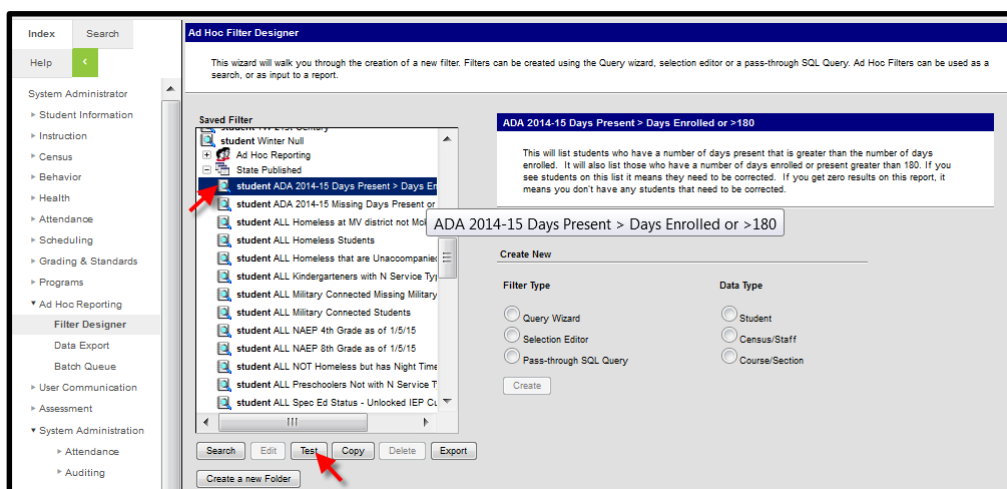 Index
Search
Help
System Administrator
Student Information
Instruction
Census
Behavior
Health
Attendance
Scheduling
Grading & Standards
Programs
Ad Hoc Reporting
Filter Designer
Data Export
Batch Queue
User Communication
Assessment
System Administration
Attendance
Auditing
Ad Hoc Filter Designer
This wizard will walk you through the creation of a new filter. Filters can be created using the Query wizard, selection editor or a pass-through SQL Query. Ad Hoc Filters can be used as a
search, or as input to a report.
Saved Filter
student Winter Null
Ad Hoc Reporting
State Published
student ADA 2014-15 Days Present > Days En
student ADA 2014-15 Missing Days Present or
student ALL Homeless at MV district not
student ALL Homeless Students
student ALL Homeless that are Unaccompanie
student ALL Kindergarteners with N Service Typ
student ALL Military Connected Missing Military
student ALL Military Connected Students
student ALL NAEP 4th Grade as of 1/5/15
student ALL NAEP 8th Grade as of 1/5/15
student ALL NOT Homeless but has Night Time
student ALL Preschoolers Not with N Service T
student ALL Spec Ed Status - Unlocked IEP
Search
Edit
Test
Copy
Delete
Export
Create a new Folder
ADA 2014-15 Days Present > Days Enrolled or >180
This will list students who have a number of days present that is greater than the number of days
enrolled. It will also list those who have a number of days enrolled or present greater than 180. If you
see students on this list it means they need to be corrected. If you get zero results on this report, it
means you don't have any students that need to be corrected.
ADA 2014-15 Days Present > Days Enrolled or >180
Create New
Filter Type
Data Type
Query Wizard
Student
Selection Editor
Census/Staff
Pass-through SQL Query
Course/Section
Create